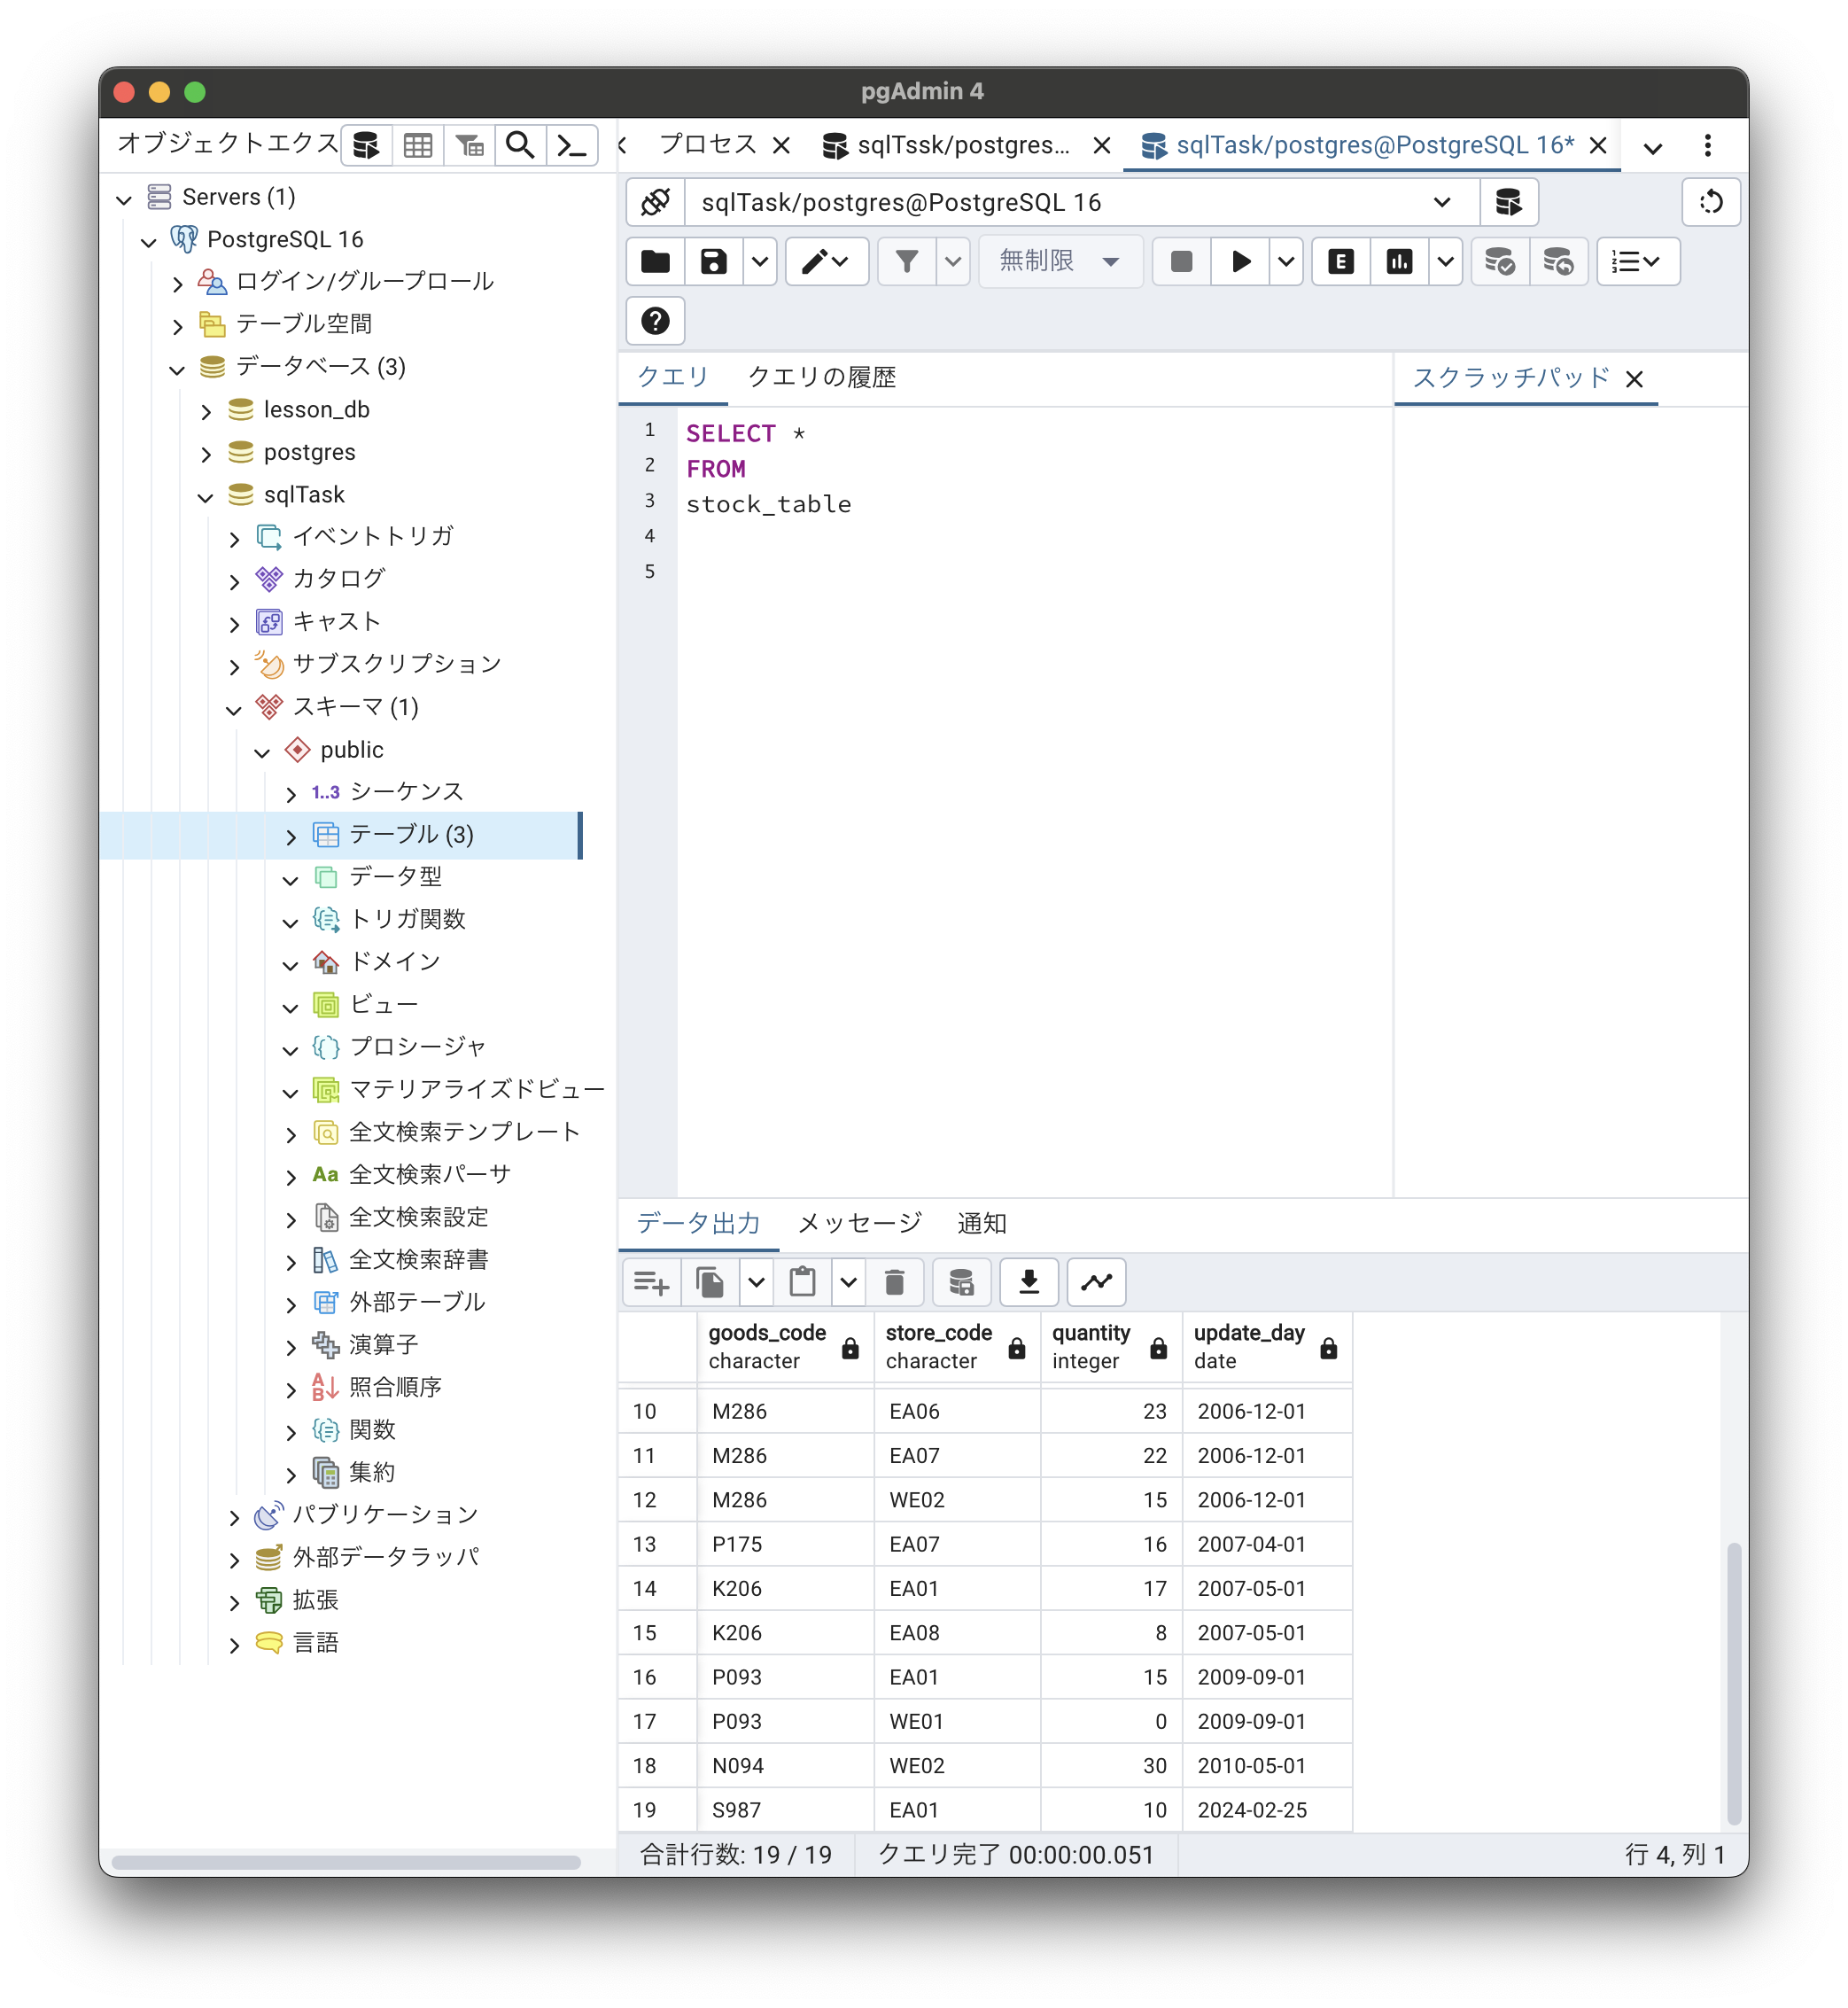 pgAdmin 4
オブジェクトエクス
プロセス
sqlTssk/postgres...
sqlTask/postgres@PostgreSQL 16*
Servers (1)
PostgreSQL 16
ログイン/グループロール
テーブル空間
データベース (3)
lesson_db
postgres
sqlTask
イベントトリガ
カタログ
キャスト
サブスクリプション
スキーマ (1)
public
1..3 シーケンス
テーブル (3)
データ型
トリガ関数
ドメイン
ビュー
プロシージャ
マテリアライズドビュー
全文検索テンプレート
Aa 全文検索パーサ
全文検索設定
全文検索辞書
外部テーブル
演算子
照合順序
関数
集約
パブリケーション
外部データラッパ
拡張
言語
sqlTask/postgres@PostgreSQL 16
無制限
E
クエリ
クエリの履歴
スクラッチパッド
1 SELECT *
2 FROM
3 stock_table
4
5
データ出力
メッセージ
通知
goods_code character
store_code character
quantity integer
update_day date
10 M286 EA06 23 2006-12-01
11 M286 EA07 22 2006-12-01
12 M286 WE02 15 2006-12-01
13 P175 EA07 16 2007-04-01
14 K206 EA01 17 2007-05-01
15 K206 EA08 8 2007-05-01
16 P093 EA01 15 2009-09-01
17 P093 WE01 0 2009-09-01
18 N094 WE02 30 2010-05-01
19 S987 EA01 10 2024-02-25
合計行数: 19 / 19
クエリ完了 00:00:00.051
行 4, 列 1